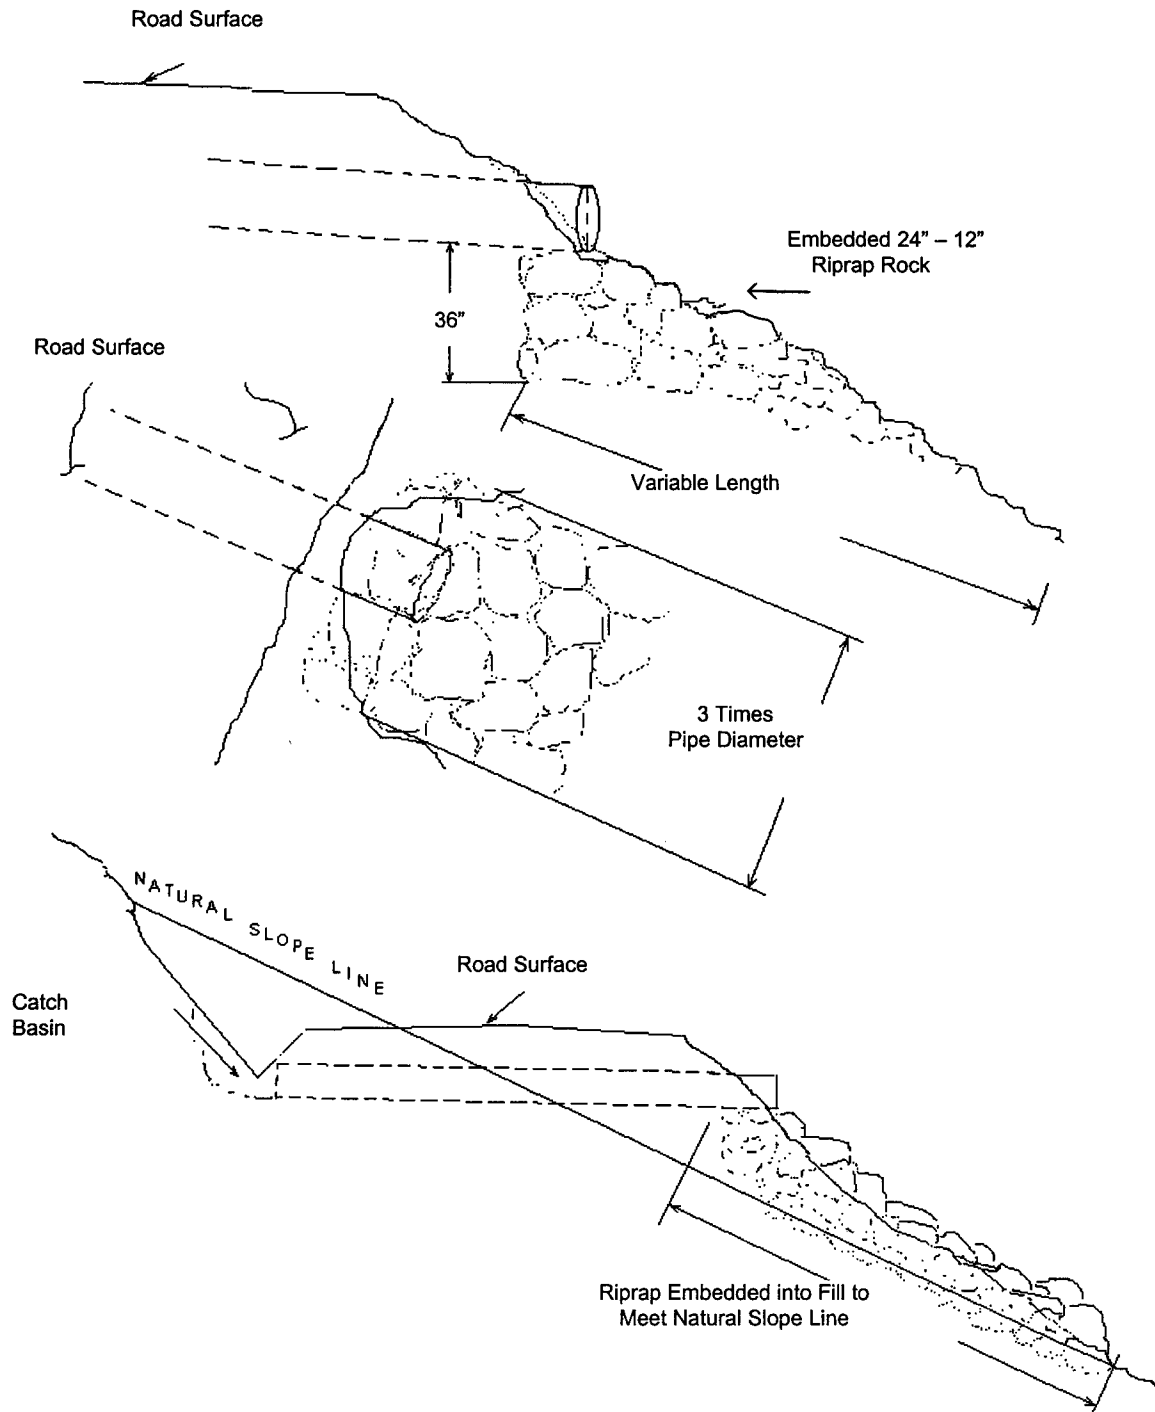 Road Surface
Embedded 24” – 12”
Riprap Rock
36”
Road Surface
Variable Length
3 Times
Pipe Diameter
NATURAL SLOPE LINE
Road Surface
Catch
Basin
Riprap Embedded into Fill to
Meet Natural Slope Line